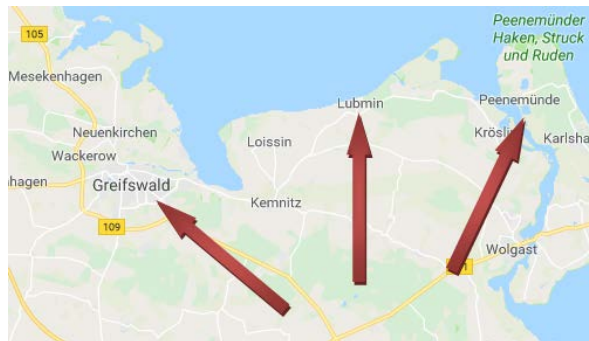 105
Peenemünder
Haken, Struck
und Ruden
Mesekenhagen
Lubmin
Peenemünde
Neuenkirchen
Loissin
Wackerow
Greifswald
Kemnitz
109
Wolgast